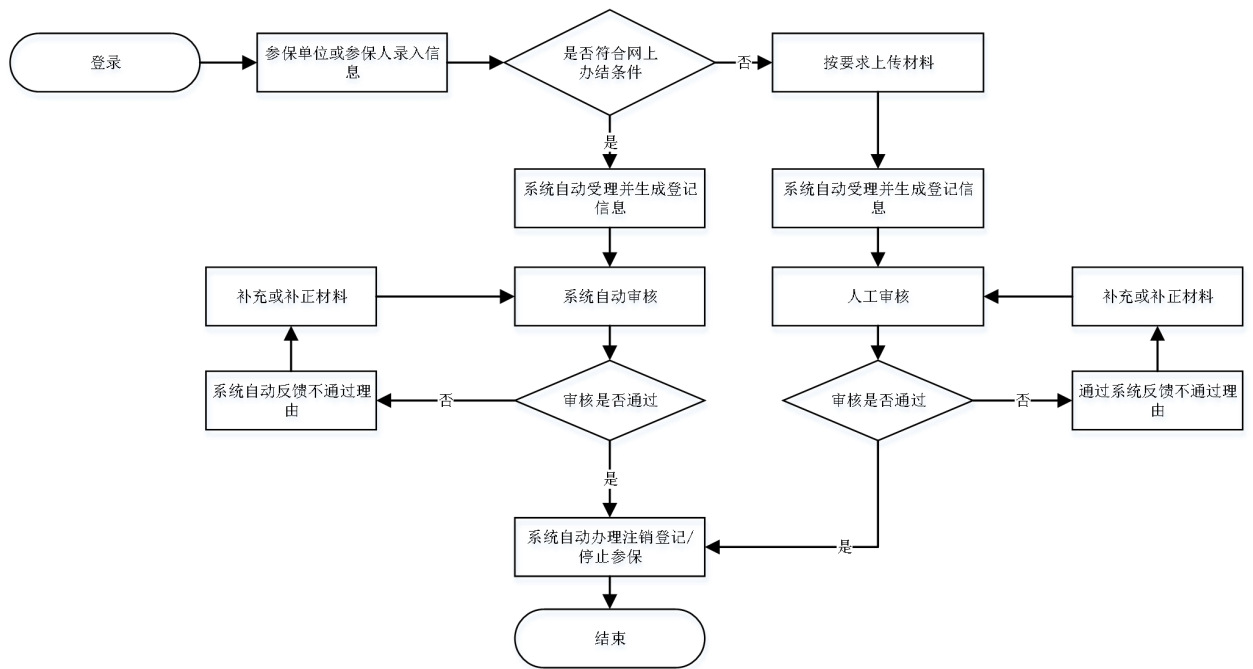 登录
参保单位或参保人录入信
息
是否符合网上
办结条件
否
按要求上传材料
是
系统自动受理并生成登记
信息
系统自动受理并生成登记信
息
补充或补正材料
系统自动审核
人工审核
补充或补正材料
系统自动反馈不通过理
由
否
审核是否通过
审核是否通过
否
通过系统反馈不通过理
由
是
系统自动办理注销登记/
停止参保
是
结束